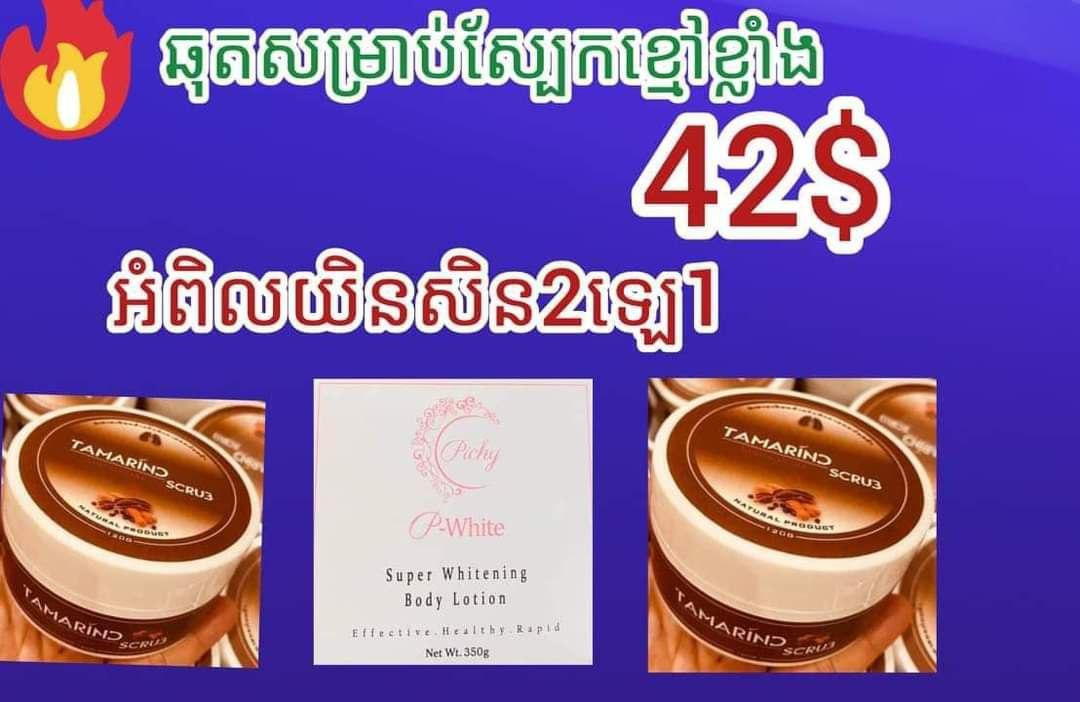 ឆុតសម្រាប់ស្បែកខ្មៅខ្លាំង
42$
អំពិលយិនសិន2ឡេ1
TAMARIND
SCRUB
NATURAL PRODUCT
120G
TAMARIND
SCRUB
Pichy
P-White
Super Whitening
Body Lotion
Effective.Healthy.Rapid
Net Wt. 350g
TAMARIND
SCRUB
NATURAL PRODUCT
120G
TAMARIND
SCRUB